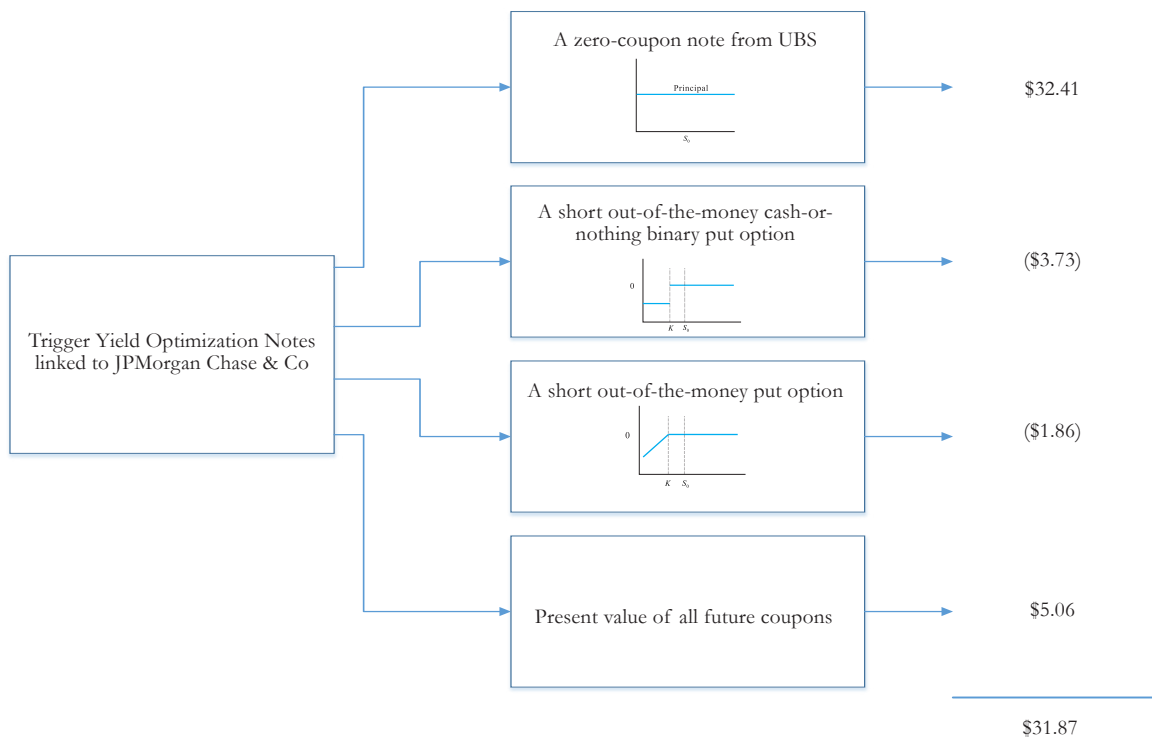 A zero-coupon note from UBS
Principal
S₀
$32.41
A short out-of-the-money cash-or-
nothing binary put option
0
K S₀
($3.73)
Trigger Yield Optimization Notes
linked to JPMorgan Chase & Co
A short out-of-the-money put option
0
K S₀
($1.86)
Present value of all future coupons
$5.06
$31.87